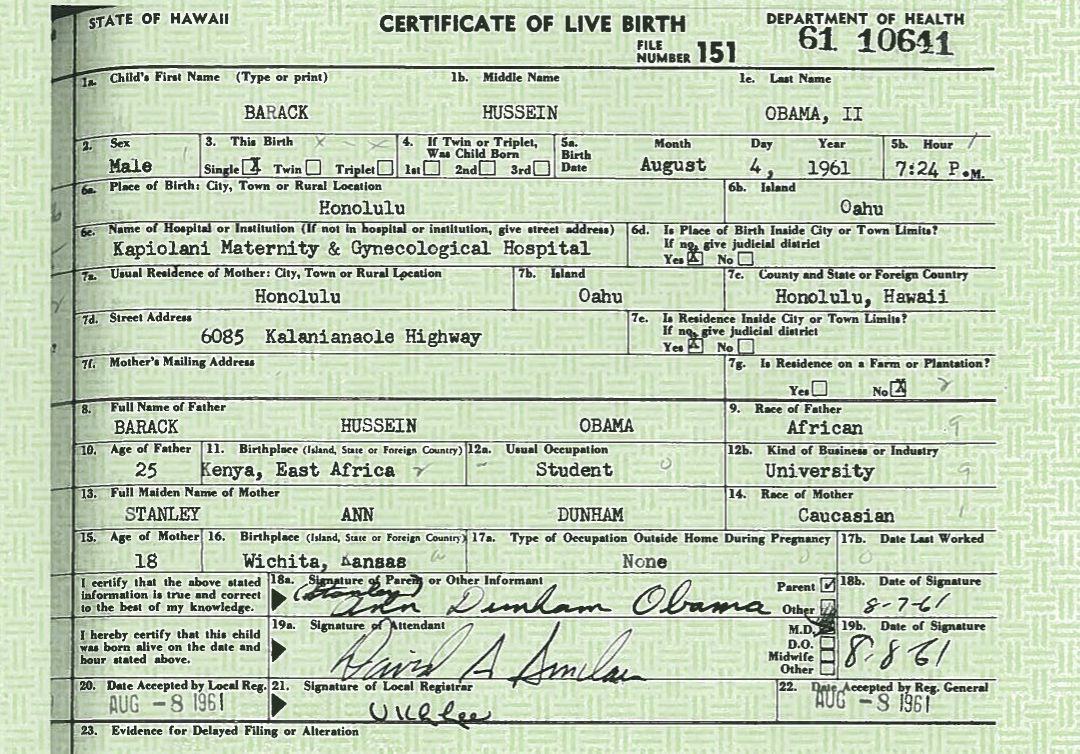 STATE OF HAWAII
CERTIFICATE OF LIVE BIRTH
DEPARTMENT OF HEALTH
FILE NUMBER 151
61 10641
1a. Child's First Name (Type or print) 1b. Middle Name 1c. Last Name
BARACK HUSSEIN OBAMA, II
2. Sex 3. This Birth 4. If Twin or Triplet, Was Child Born 5a. Birth Date Month Day Year 5b. Hour
Male Single X Twin Triplet 1st 2nd 3rd August 4, 1961 7:24 P.M.
6a. Place of Birth: City, Town or Rural Location 6b. Island
Honolulu Oahu
6c. Name of Hospital or Institution (If not in hospital or institution, give street address) 6d. Is Place of Birth Inside City or Town Limits?
If no, give judicial district
Kapiolani Maternity & Gynecological Hospital Yes X No
7a. Usual Residence of Mother: City, Town or Rural Location 7b. Island 7c. County and State or Foreign Country
Honolulu Oahu Honolulu, Hawaii
7d. Street Address 7e. Is Residence Inside City or Town Limits?
If no, give judicial district
6085 Kalanianaole Highway Yes X No
7f. Mother's Mailing Address 7g. Is Residence on a Farm or Plantation?
Yes No X
8. Full Name of Father 9. Race of Father
BARACK HUSSEIN OBAMA African 9
10. Age of Father 11. Birthplace (Island, State or Foreign Country) 12a. Usual Occupation 12b. Kind of Business or Industry
25 Kenya, East Africa Student 0 University 9
13. Full Maiden Name of Mother 14. Race of Mother
STANLEY ANN DUNHAM Caucasian 1
15. Age of Mother 16. Birthplace (Island, State or Foreign Country) 17a. Type of Occupation Outside Home During Pregnancy 17b. Date Last Worked
18 Wichita, Kansas None 0 0
I certify that the above stated information is true and correct to the best of my knowledge.
18a. Signature of Parent or Other Informant Parent Other 18b. Date of Signature
(Stanley) Ann Dunham Obama 8-7-61
I hereby certify that this child was born alive on the date and hour stated above.
19a. Signature of Attendant M.D. D.O. Midwife Other 19b. Date of Signature
David A Sinclair 8-8-61
20. Date Accepted by Local Reg. 21. Signature of Local Registrar 22. Date Accepted by Reg. General
AUG -8 1961 AUG -8 1961
23. Evidence for Delayed Filing or Alteration